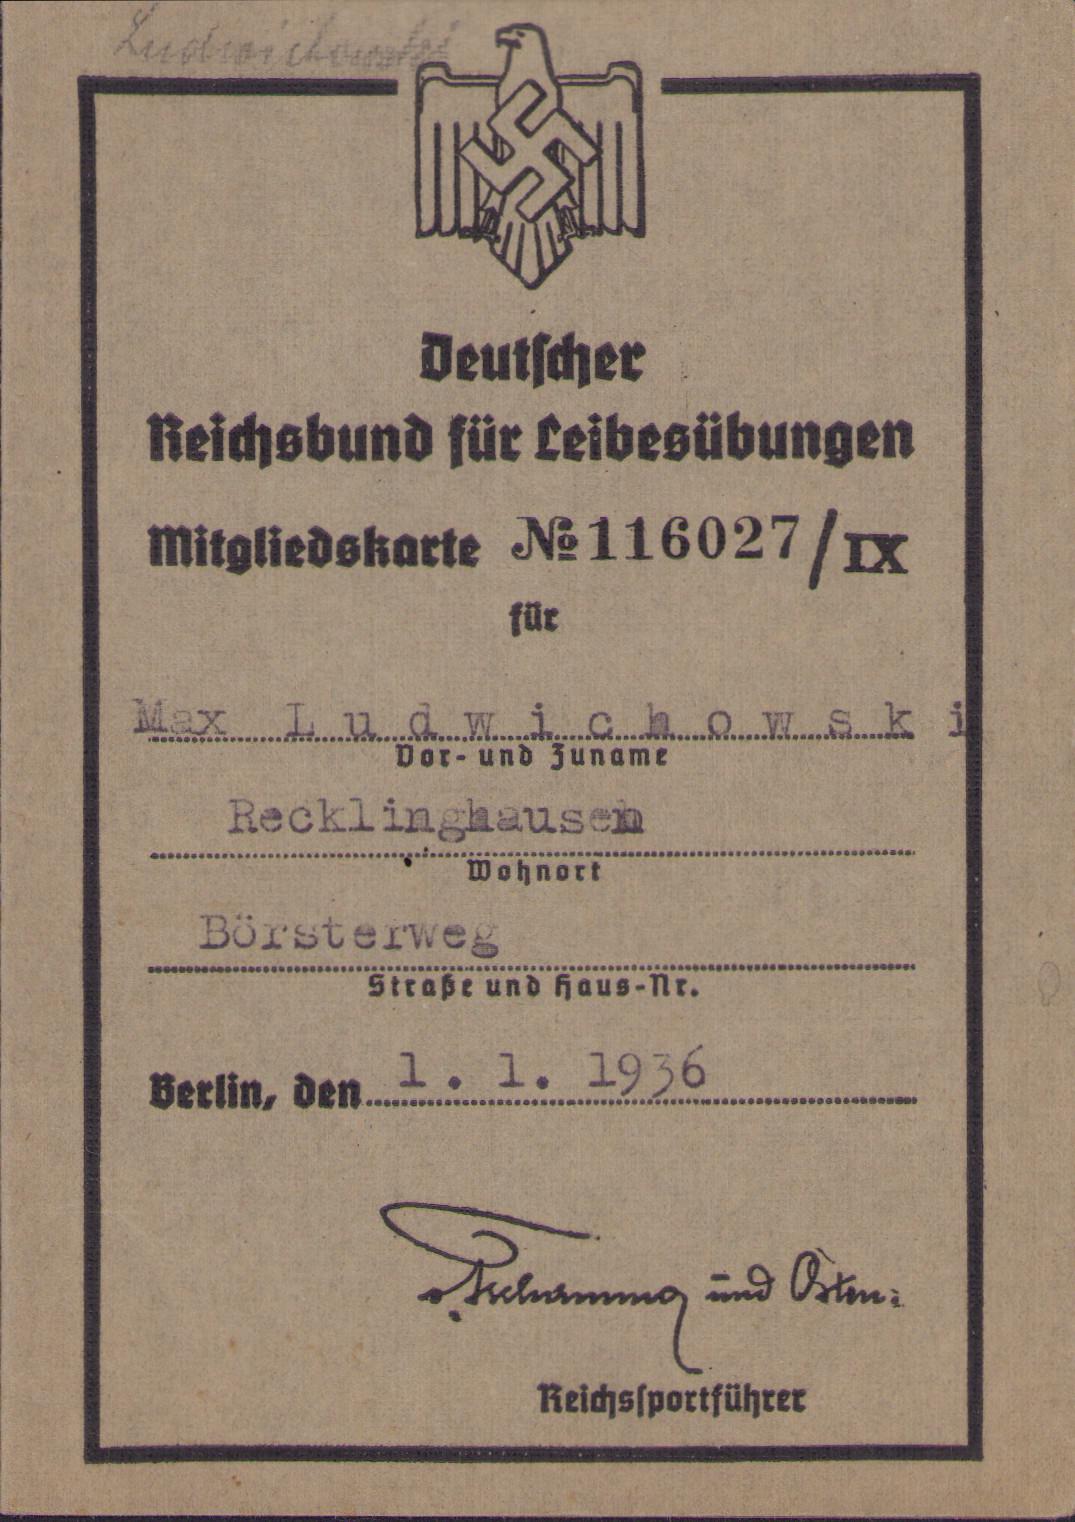 Ludwichowski
Deutscher
Reichsbund für Leibesübungen
Mitgliedskarte № 116027/IX
für
Max Ludwichowski
Vor- und Zuname
Recklinghausen
Wohnort
Börsterweg
Straße und Haus-Nr.
Berlin, den 1. 1. 1936
v. Tschammer und Osten
Reichssportführer